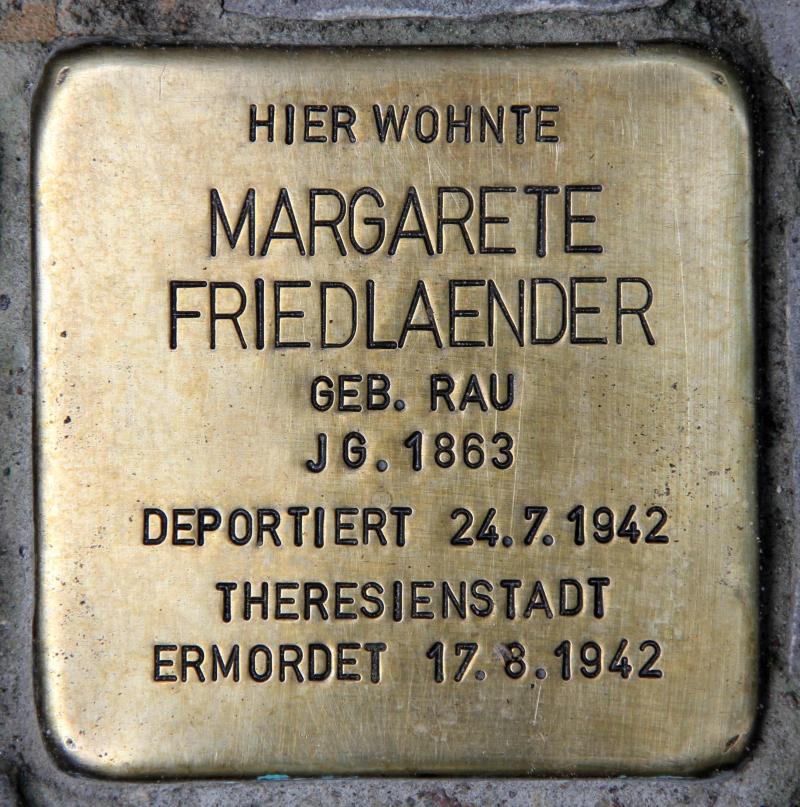 HIER WOHNTE
MARGARETE
FRIEDLAENDER
GEB. RAU
JG. 1863
DEPORTIERT 24.7.1942
THERESIENSTADT
ERMORDET 17.8.1942